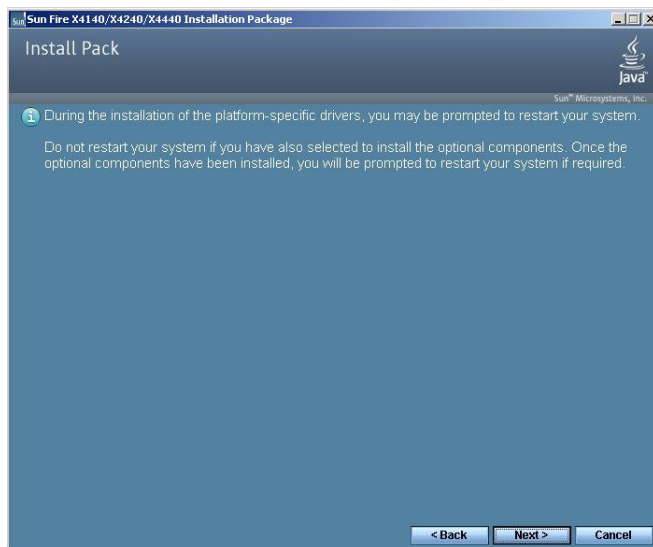 Sun Sun Fire X4140/X4240/X4440 Installation Package
Install Pack
Java™
Sun™ Microsystems, Inc.
During the installation of the platform-specific drivers, you may be prompted to restart your system.
Do not restart your system if you have also selected to install the optional components. Once the
optional components have been installed, you will be prompted to restart your system if required.
< Back Next > Cancel